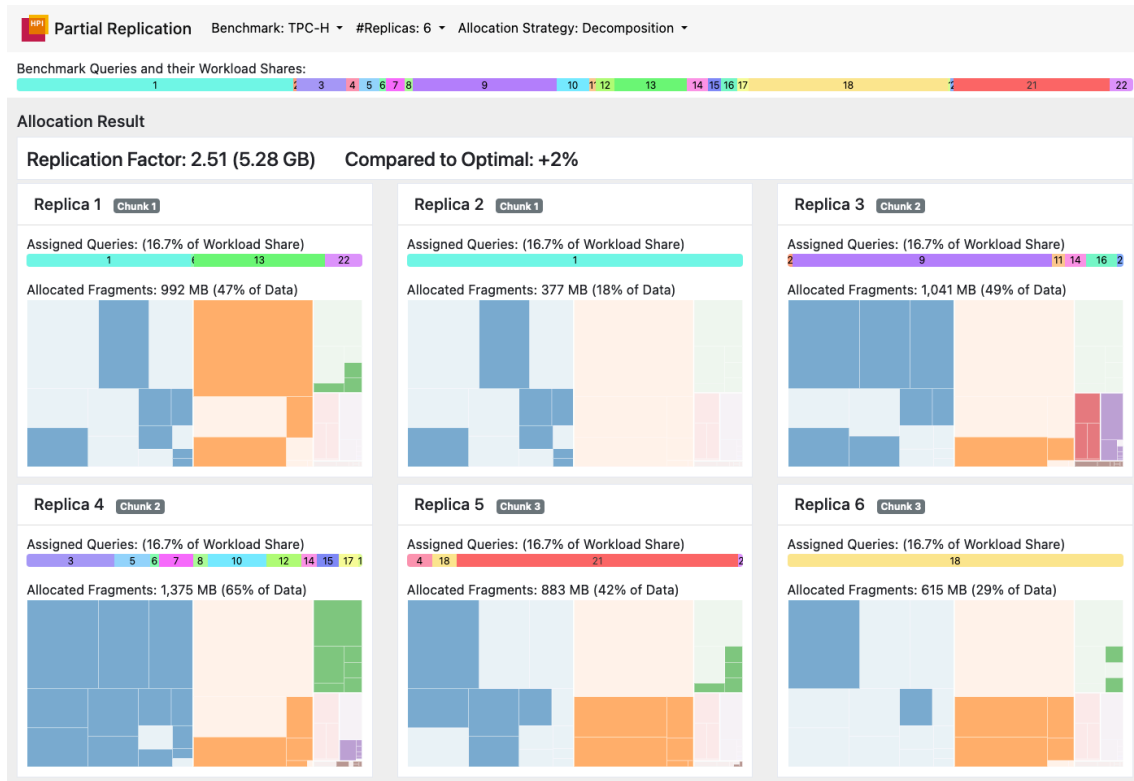 HPI Partial Replication Benchmark: TPC-H #Replicas: 6 Allocation Strategy: Decomposition
Benchmark Queries and their Workload Shares:
1 2 3 4 5 6 7 8 9 10 11 12 13 14 15 16 17 18 21 22
Allocation Result
Replication Factor: 2.51 (5.28 GB) Compared to Optimal: +2%
Replica 1 Chunk 1
Assigned Queries: (16.7% of Workload Share)
1 6 13 22
Allocated Fragments: 992 MB (47% of Data)
Replica 2 Chunk 1
Assigned Queries: (16.7% of Workload Share)
1
Allocated Fragments: 377 MB (18% of Data)
Replica 3 Chunk 2
Assigned Queries: (16.7% of Workload Share)
2 9 11 14 16 2
Allocated Fragments: 1,041 MB (49% of Data)
Replica 4 Chunk 2
Assigned Queries: (16.7% of Workload Share)
3 5 6 7 8 10 12 14 15 17 1
Allocated Fragments: 1,375 MB (65% of Data)
Replica 5 Chunk 3
Assigned Queries: (16.7% of Workload Share)
4 18 21 2
Allocated Fragments: 883 MB (42% of Data)
Replica 6 Chunk 3
Assigned Queries: (16.7% of Workload Share)
18
Allocated Fragments: 615 MB (29% of Data)